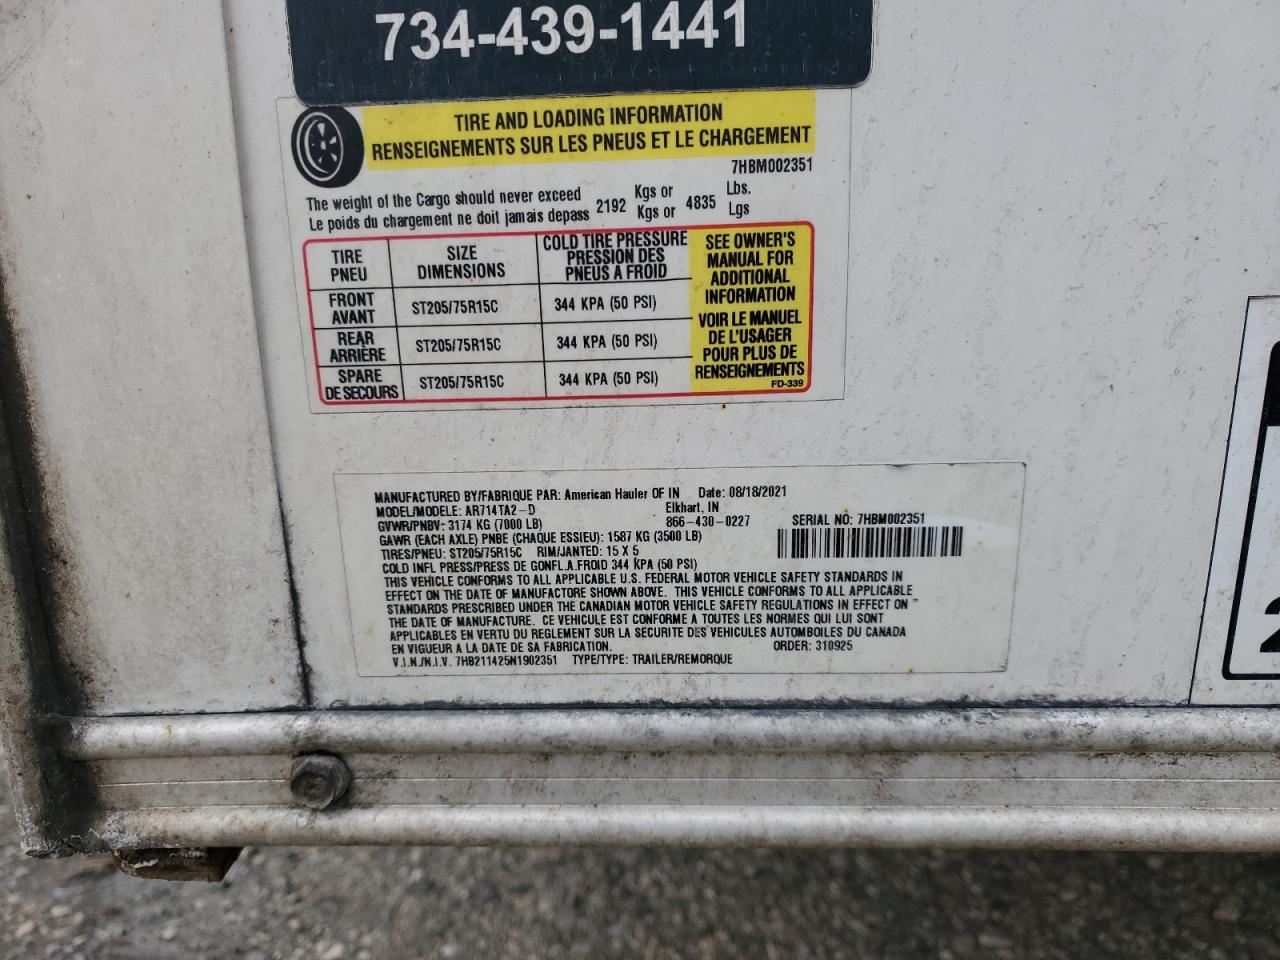 734-439-1441
TIRE AND LOADING INFORMATION
RENSEIGNEMENTS SUR LES PNEUS ET LE CHARGEMENT
7HBM002351
The weight of the Cargo should never exceed 2192 Kgs or 4835 Lbs.
Le poids du chargement ne doit jamais depass Kgs or Lgs
TIRE PNEU SIZE DIMENSIONS COLD TIRE PRESSURE PRESSION DES PNEUS A FROID
FRONT AVANT ST205/75R15C 344 KPA (50 PSI)
REAR ARRIÈRE ST205/75R15C 344 KPA (50 PSI)
SPARE DE SECOURS ST205/75R15C 344 KPA (50 PSI)
SEE OWNER'S
MANUAL FOR
ADDITIONAL
INFORMATION
VOIR LE MANUEL
DE L'USAGER
POUR PLUS DE
RENSEIGNEMENTS
FD-339
MANUFACTURED BY/FABRIQUE PAR: American Hauler OF IN Date: 08/18/2021
MODEL/MODELE: AR714TA2-D Elkhart, IN
GVWR/PNBV: 3174 KG (7000 LB) 866-430-0227 SERIAL NO: 7HBM002351
GAWR (EACH AXLE) PNBE (CHAQUE ESSIEU): 1587 KG (3500 LB)
TIRES/PNEU: ST205/75R15C RIM/JANTED: 15 X 5
COLD INFL PRESS/PRESS DE GONFL.A.FROID 344 KPA (50 PSI)
THIS VEHICLE CONFORMS TO ALL APPLICABLE U.S. FEDERAL MOTOR VEHICLE SAFETY STANDARDS IN
EFFECT ON THE DATE OF MANUFACTORE SHOWN ABOVE. THIS VEHICLE CONFORMS TO ALL APPLICABLE
STANDARDS PRESCRIBED UNDER THE CANADIAN MOTOR VEHICLE SAFETY REGULATIONS IN EFFECT ON "
THE DATE OF MANUFACTURE. CE VEHICULE EST CONFORME A TOUTES LES NORMES QUI LUI SONT
APPLICABLES EN VERTU DU REGLEMENT SUR LA SECURITE DES VEHICULES AUTOMBOILES DU CANADA
EN VIGUEUR A LA DATE DE SA FABRICATION. ORDER: 310925
V.I.N./N.I.V. 7HB211425N1902351 TYPE/TYPE: TRAILER/REMORQUE